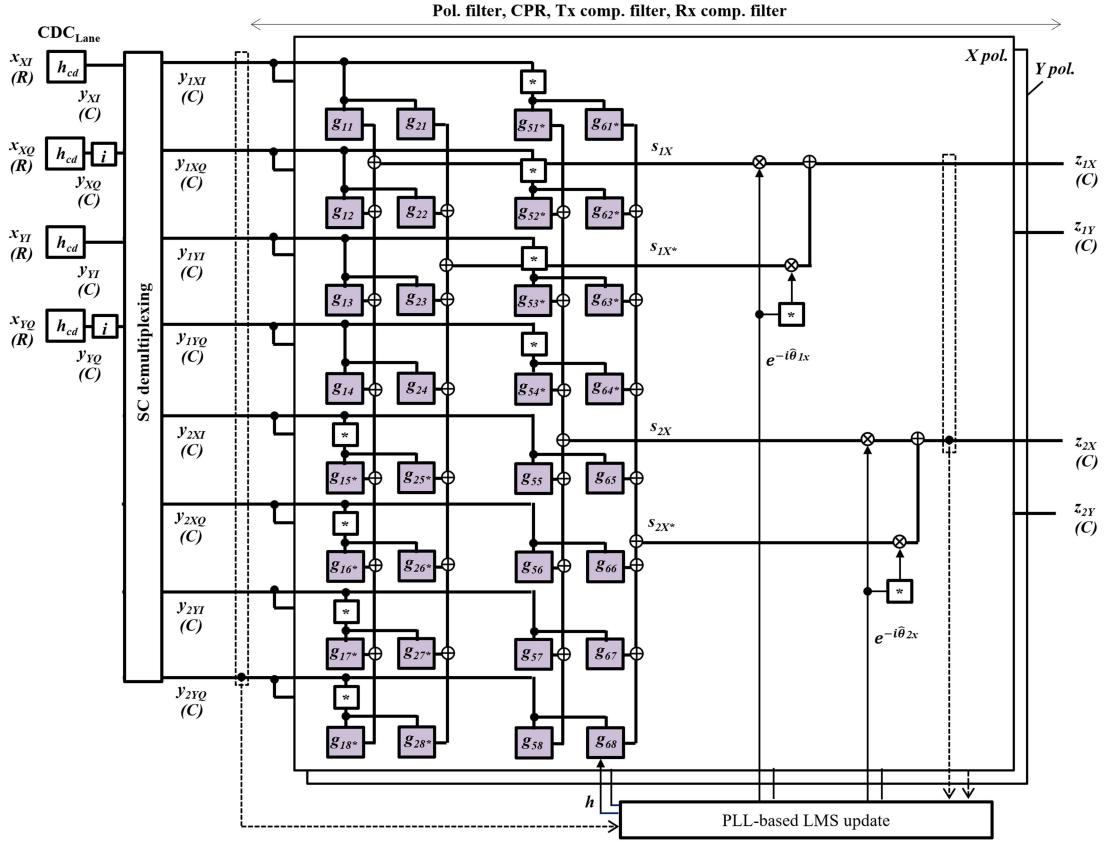 Pol. filter, CPR, Tx comp. filter, Rx comp. filter
CDC_Lane
x_XI
(R)
h_cd
y_XI
(C)
x_XQ
(R)
h_cd
i
y_XQ
(C)
x_YI
(R)
h_cd
y_YI
(C)
x_YQ
(R)
h_cd
i
y_YQ
(C)
SC demultiplexing
y_1XI
(C)
y_1XQ
(C)
y_1YI
(C)
y_1YQ
(C)
y_2XI
(C)
y_2XQ
(C)
y_2YI
(C)
y_2YQ
(C)
X pol.
Y pol.
*
g_11 g_21 g_51* g_61*
*
g_12 g_22 g_52* g_62*
*
g_13 g_23 g_53* g_63*
*
g_14 g_24 g_54* g_64*
*
g_15* g_25* g_55 g_65
*
g_16* g_26* g_56 g_66
*
g_17* g_27* g_57 g_67
*
g_18* g_28* g_58 g_68
s_1X
s_1X*
*
e^{-iθ̂_1x}
s_2X
s_2X*
*
e^{-iθ̂_2x}
z_1X
(C)
z_1Y
(C)
z_2X
(C)
z_2Y
(C)
h
PLL-based LMS update